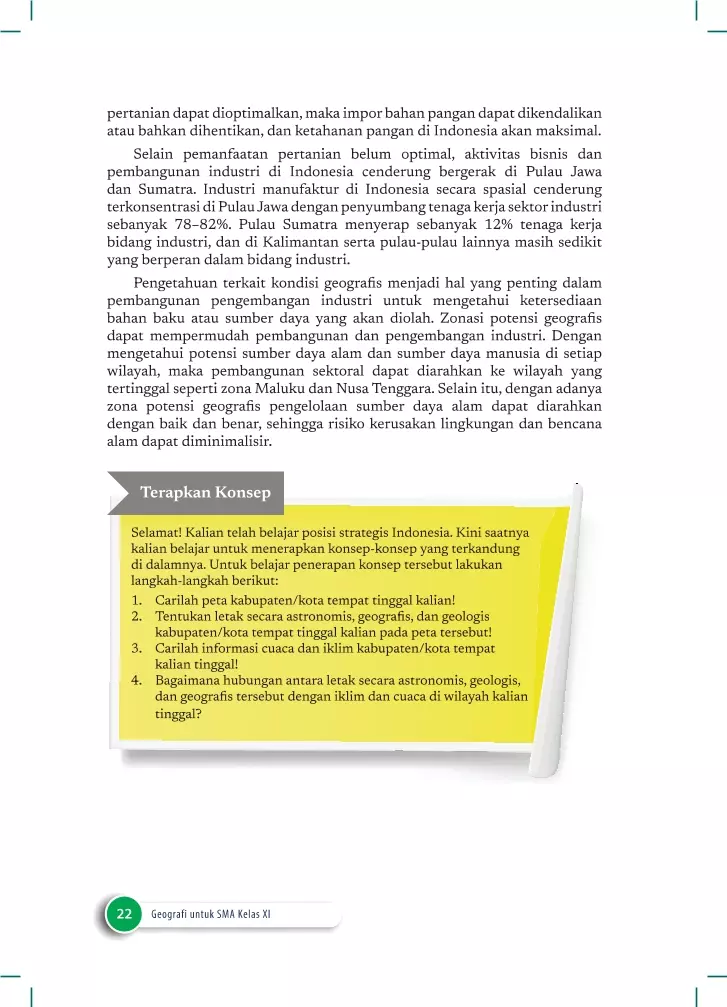 pertanian dapat dioptimalkan, maka impor bahan pangan dapat dikendalikan
atau bahkan dihentikan, dan ketahanan pangan di Indonesia akan maksimal.
Selain pemanfaatan pertanian belum optimal, aktivitas bisnis dan
pembangunan industri di Indonesia cenderung bergerak di Pulau Jawa
dan Sumatra. Industri manufaktur di Indonesia secara spasial cenderung
terkonsentrasi di Pulau Jawa dengan penyumbang tenaga kerja sektor industri
sebanyak 78–82%. Pulau Sumatra menyerap sebanyak 12% tenaga kerja
bidang industri, dan di Kalimantan serta pulau-pulau lainnya masih sedikit
yang berperan dalam bidang industri.
Pengetahuan terkait kondisi geografis menjadi hal yang penting dalam
pembangunan pengembangan industri untuk mengetahui ketersediaan
bahan baku atau sumber daya yang akan diolah. Zonasi potensi geografis
dapat mempermudah pembangunan dan pengembangan industri. Dengan
mengetahui potensi sumber daya alam dan sumber daya manusia di setiap
wilayah, maka pembangunan sektoral dapat diarahkan ke wilayah yang
tertinggal seperti zona Maluku dan Nusa Tenggara. Selain itu, dengan adanya
zona potensi geografis pengelolaan sumber daya alam dapat diarahkan
dengan baik dan benar, sehingga risiko kerusakan lingkungan dan bencana
alam dapat diminimalisir.
Terapkan Konsep
Selamat! Kalian telah belajar posisi strategis Indonesia. Kini saatnya
kalian belajar untuk menerapkan konsep-konsep yang terkandung
di dalamnya. Untuk belajar penerapan konsep tersebut lakukan
langkah-langkah berikut:
1. Carilah peta kabupaten/kota tempat tinggal kalian!
2. Tentukan letak secara astronomis, geografis, dan geologis
kabupaten/kota tempat tinggal kalian pada peta tersebut!
3. Carilah informasi cuaca dan iklim kabupaten/kota tempat
kalian tinggal!
4. Bagaimana hubungan antara letak secara astronomis, geologis,
dan geografis tersebut dengan iklim dan cuaca di wilayah kalian
tinggal?
22 Geografi untuk SMA Kelas XI